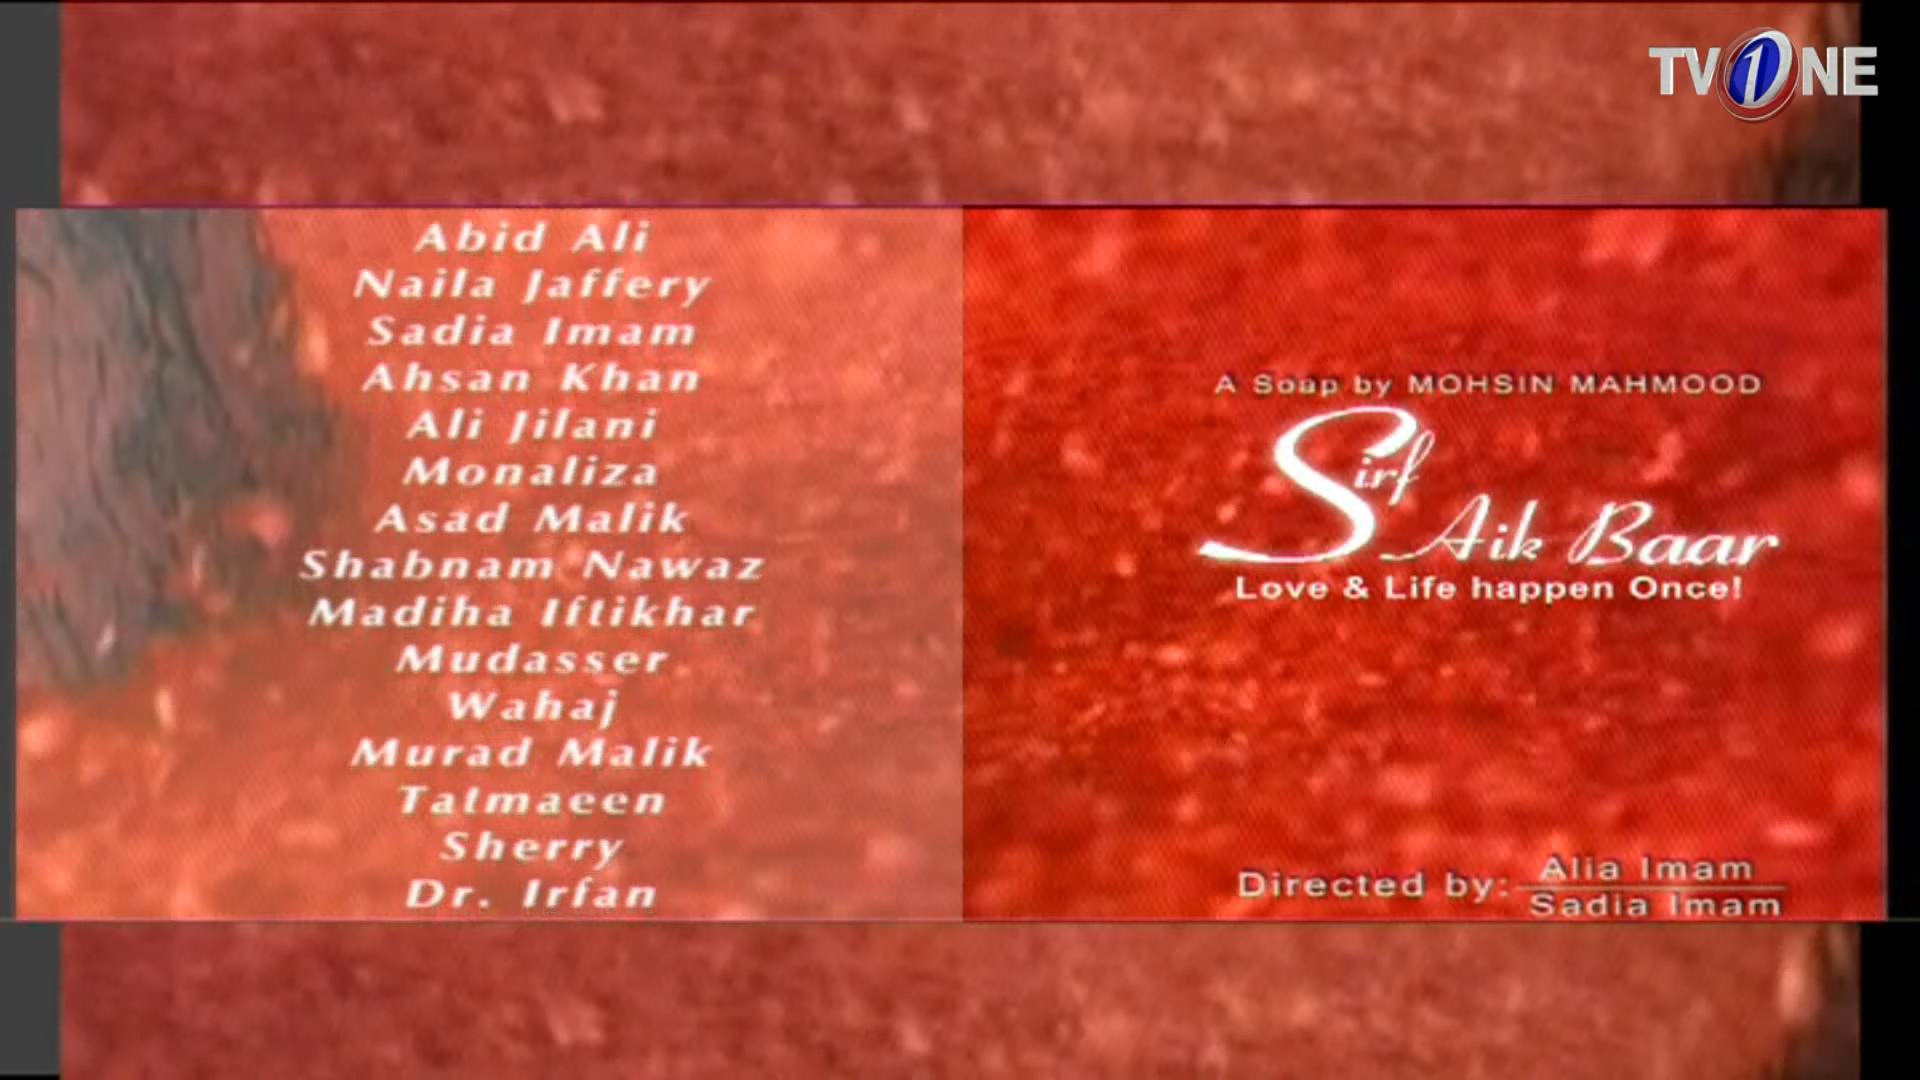 TV1NE
Abid Ali
Naila Jaffery
Sadia Imam
Ahsan Khan
Ali Jilani
Monaliza
Asad Malik
Shabnam Nawaz
Madiha Iftikhar
Mudasser
Wahaj
Murad Malik
Talmaeen
Sherry
Dr. Irfan
A Soap by MOHSIN MAHMOOD
Sirf
Aik Baar
Love & Life happen Once!
Directed by: Alia Imam
Sadia Imam